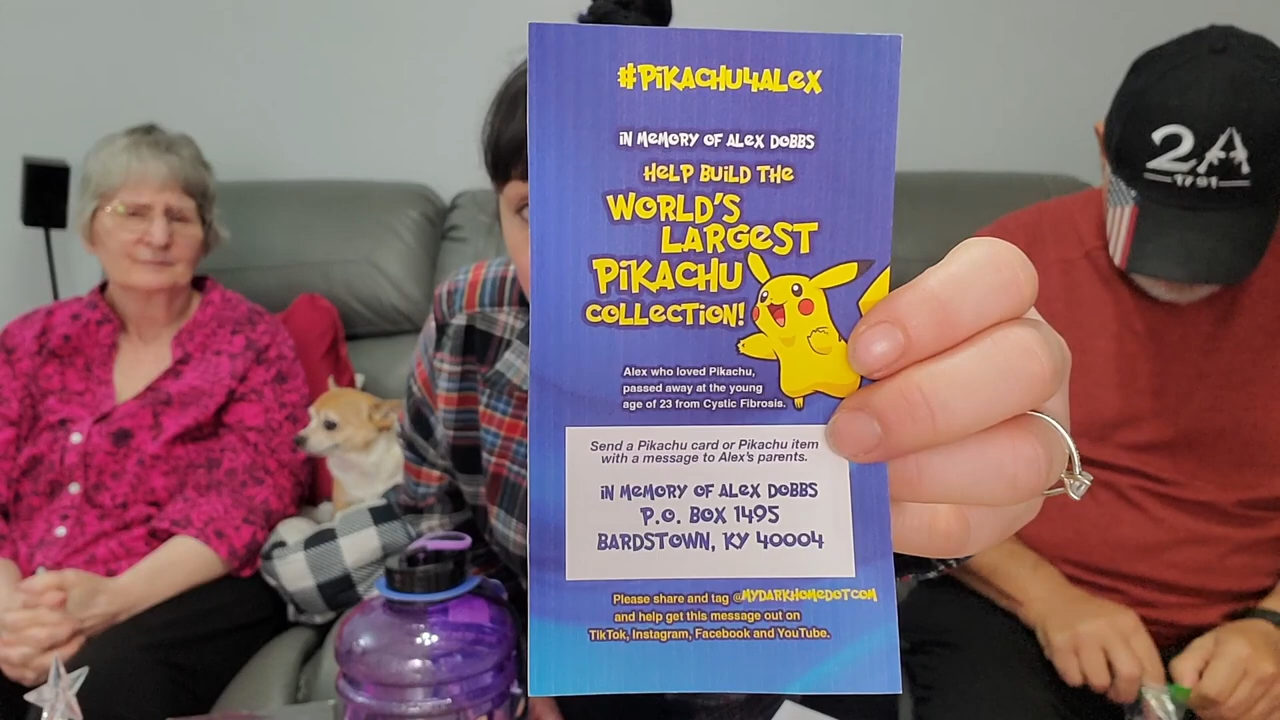 #PiKACHU4ALeX
iN MeMORY OF ALeX DOBBS
HeLP BUiLD THe
WORLD'S
LARGeST
PiKACHU
COLLeCTiON!
Alex who loved Pikachu,
passed away at the young
age of 23 from Cystic Fibrosis.
Send a Pikachu card or Pikachu item
with a message to Alex's parents.
iN MeMORY OF ALeX DOBBS
P.O. BOX 1495
BARDSTOWN, KY 40004
Please share and tag @MYDARKHOMeDOTCOM
and help get this message out on
TikTok, Instagram, Facebook and YouTube.
2A
1791